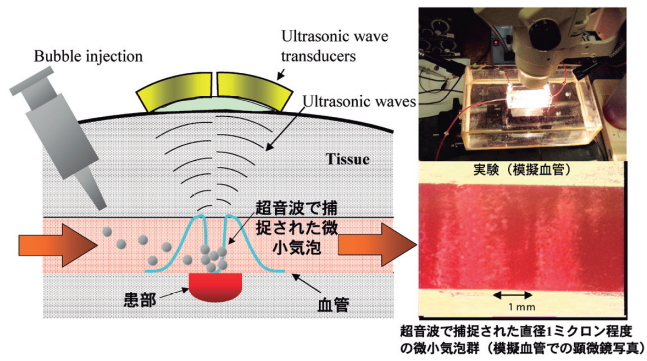 Bubble injection
Ultrasonic wave
transducers
Ultrasonic waves
Tissue
超音波で捕
捉された微
小気泡
患部
血管
実験（模擬血管）
1 mm
超音波で捕捉された直径1ミクロン程度
の微小気泡群（模擬血管での顕微鏡写真）